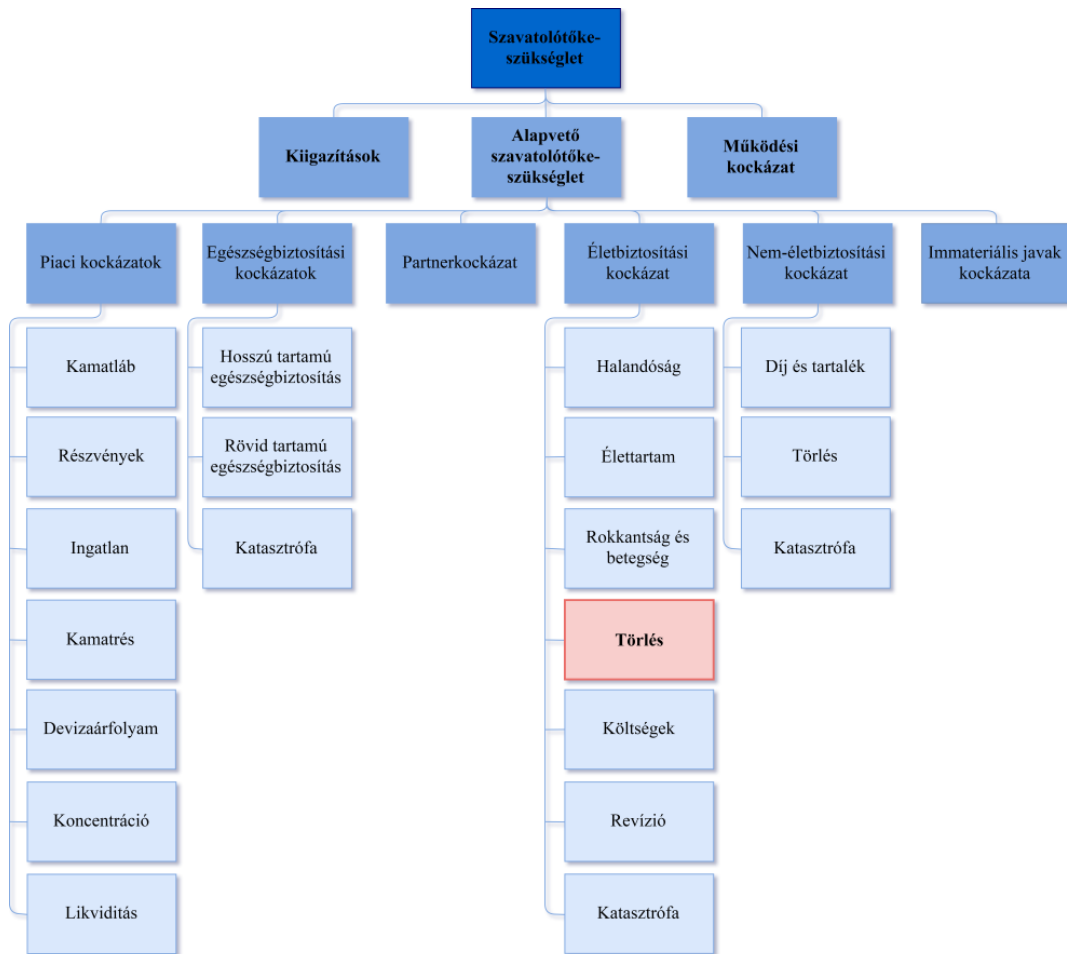 Szavatolótőke-
szükséglet
Kiigazítások
Alapvető
szavatolótőke-
szükséglet
Működési
kockázat
Piaci kockázatok
Egészségbiztosítási
kockázatok
Partnerkockázat
Életbiztosítási
kockázat
Nem-életbiztosítási
kockázat
Immateriális javak
kockázata
Kamatláb
Részvények
Ingatlan
Kamatrés
Devizaárfolyam
Koncentráció
Likviditás
Hosszú tartamú
egészségbiztosítás
Rövid tartamú
egészségbiztosítás
Katasztrófa
Halandóság
Élettartam
Rokkantság és
betegség
Törlés
Költségek
Revízió
Katasztrófa
Díj és tartalék
Törlés
Katasztrófa